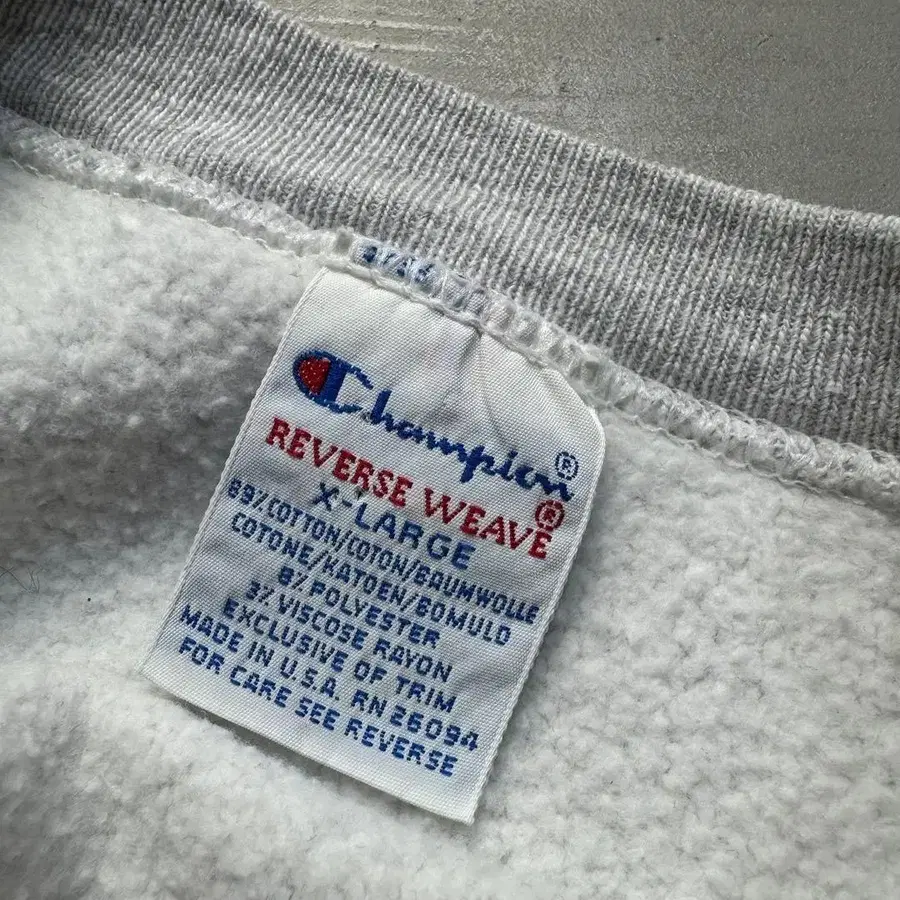 Champion®
REVERSE WEAVE®
X-LARGE
89% COTTON/COTON/BAUMWOLLE
COTONE/KATOEN/BOMULD
8% POLYESTER
3% VISCOSE RAYON
EXCLUSIVE OF TRIM
MADE IN U.S.A. RN 26094
FOR CARE SEE REVERSE